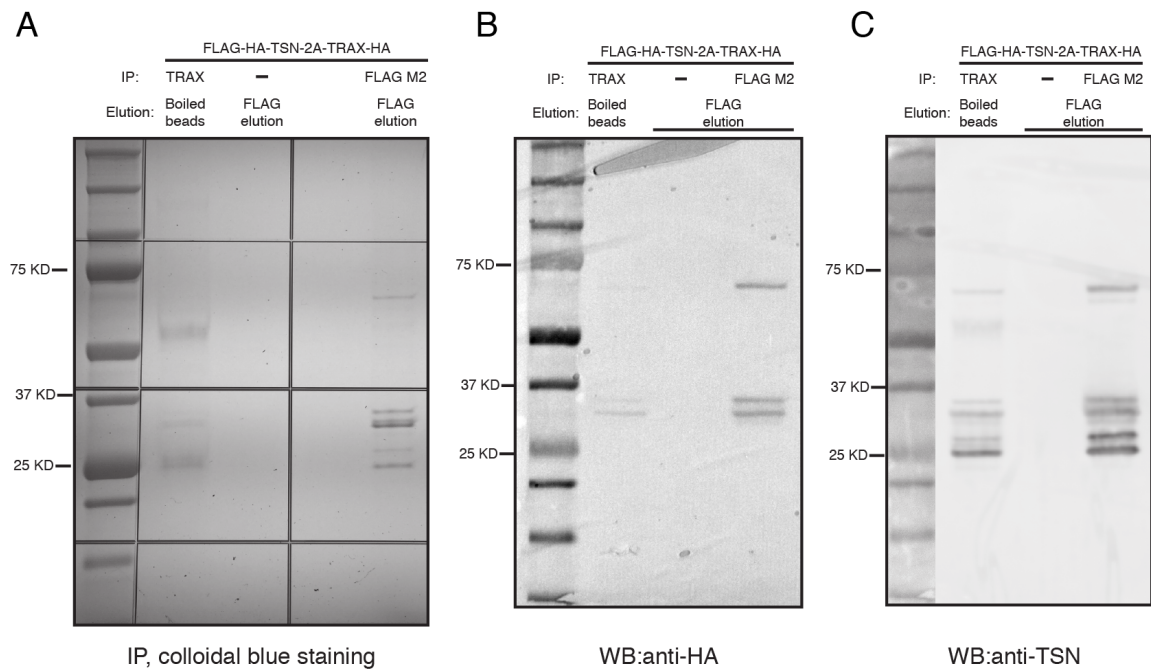 A
FLAG-HA-TSN-2A-TRAX-HA
IP: TRAX – FLAG M2
Elution: Boiled beads FLAG elution FLAG elution
75 KD
37 KD
25 KD
IP, colloidal blue staining
B
FLAG-HA-TSN-2A-TRAX-HA
IP: TRAX – FLAG M2
Elution: Boiled beads FLAG elution
75 KD
37 KD
25 KD
WB:anti-HA
C
FLAG-HA-TSN-2A-TRAX-HA
IP: TRAX – FLAG M2
Elution: Boiled beads FLAG elution
75 KD
37 KD
25 KD
WB:anti-TSN